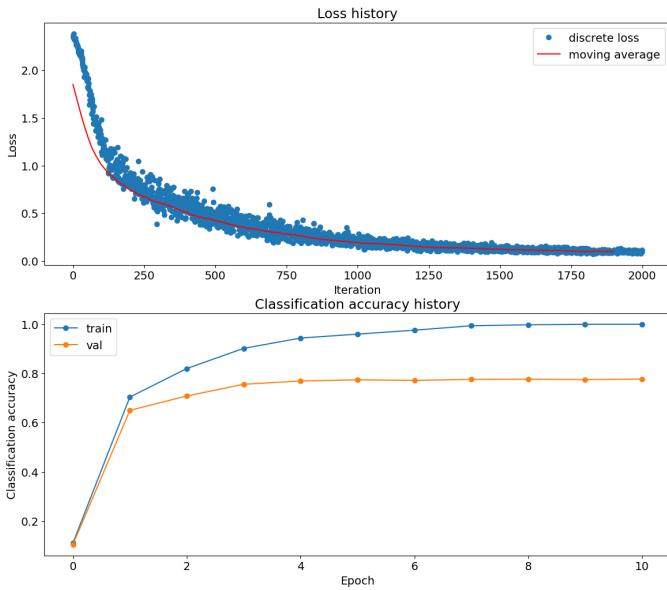 Loss history
discrete loss
moving average
Loss
2.0
1.5
1.0
0.5
0.0
0 250 500 750 1000 1250 1500 1750 2000
Iteration
Classification accuracy history
train
val
Classification accuracy
1.0
0.8
0.6
0.4
0.2
0 2 4 6 8 10
Epoch